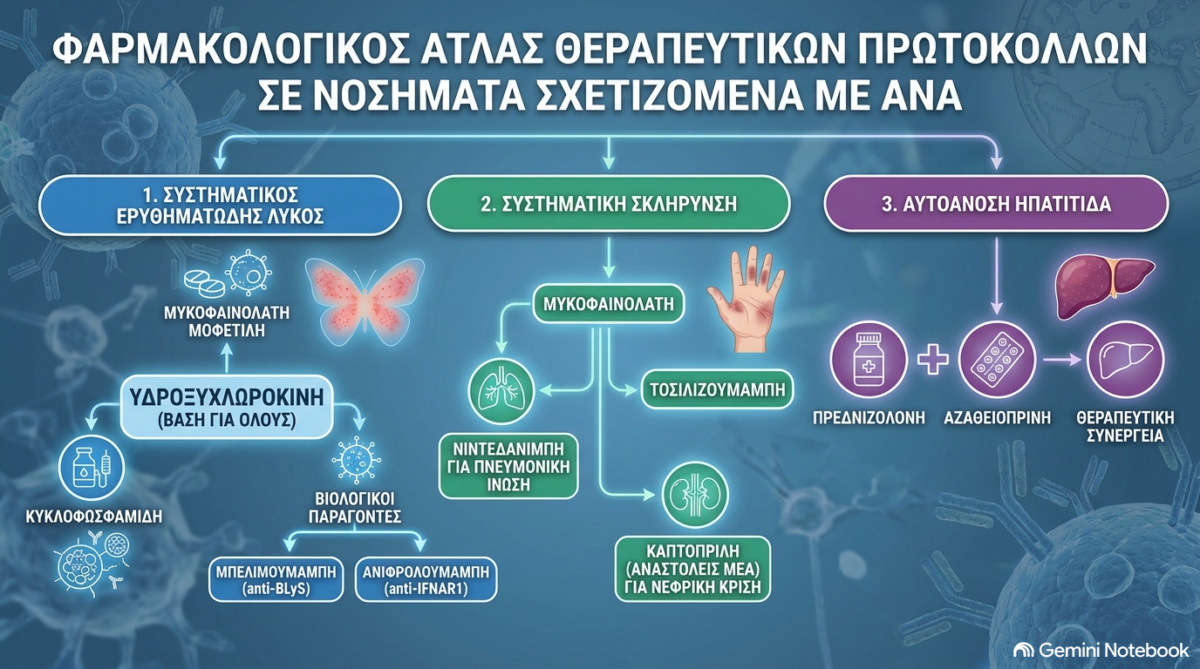 ΦΑΡΜΑΚΟΛΟΓΙΚΟΣ ΑΤΛΑΣ ΘΕΡΑΠΕΥΤΙΚΩΝ ΠΡΩΤΟΚΟΛΛΩΝ
ΣΕ ΝΟΣΗΜΑΤΑ ΣΧΕΤΙΖΟΜΕΝΑ ΜΕ ΑΝΑ
1. ΣΥΣΤΗΜΑΤΙΚΟΣ
ΕΡΥΘΗΜΑΤΩΔΗΣ ΛΥΚΟΣ
ΜΥΚΟΦΑΙΝΟΛΑΤΗ
ΜΟΦΕΤΙΛΗ
ΥΔΡΟΞΥΧΛΩΡΟΚΙΝΗ
(ΒΑΣΗ ΓΙΑ ΟΛΟΥΣ)
ΚΥΚΛΟΦΩΣΦΑΜΙΔΗ
ΒΙΟΛΟΓΙΚΟΙ
ΠΑΡΑΓΟΝΤΕΣ
ΜΠΕΛΙΜΟΥΜΑΜΠΗ
(anti-BLyS)
ΑΝΙΦΡΟΛΟΥΜΑΜΠΗ
(anti-IFNAR1)
2. ΣΥΣΤΗΜΑΤΙΚΗ ΣΚΛΗΡΥΝΣΗ
ΜΥΚΟΦΑΙΝΟΛΑΤΗ
ΤΟΣΙΛΙΖΟΥΜΑΜΠΗ
ΝΙΝΤΕΔΑΝΙΜΠΗ
ΓΙΑ ΠΝΕΥΜΟΝΙΚΗ
ΙΝΩΣΗ
ΚΑΠΤΟΠΡΙΛΗ
(ΑΝΑΣΤΟΛΕΙΣ ΜΕΑ)
ΓΙΑ ΝΕΦΡΙΚΗ ΚΡΙΣΗ
3. ΑΥΤΟΑΝΟΣΗ ΗΠΑΤΙΤΙΔΑ
ΠΡΕΔΝΙΖΟΛΟΝΗ
ΑΖΑΘΕΙΟΠΡΙΝΗ
ΘΕΡΑΠΕΥΤΙΚΗ
ΣΥΝΕΡΓΕΙΑ
Gemini Notebook